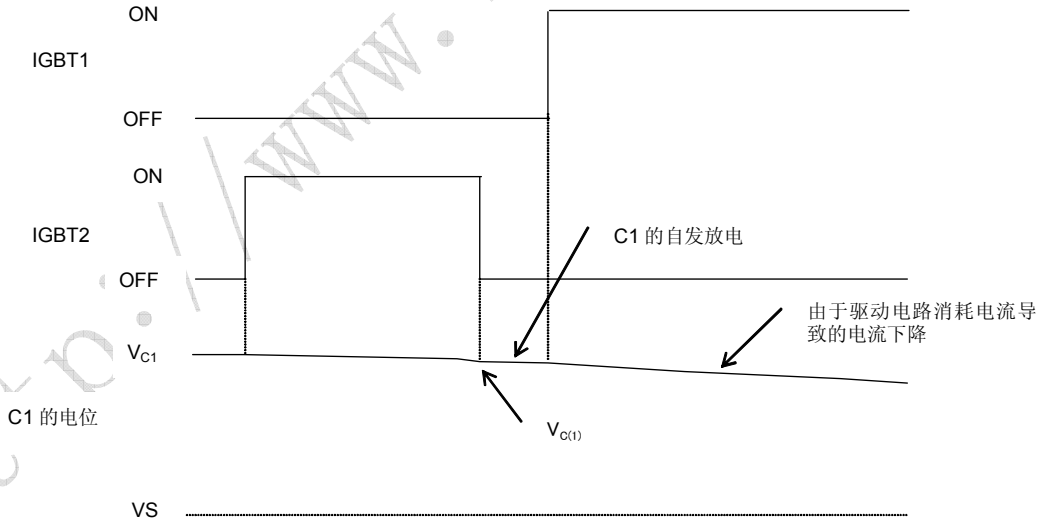 ON
IGBT1
OFF
ON
IGBT2
C1 的自发放电
OFF
由于驱动电路消耗电流导
致的电流下降
VC1
C1 的电位
VC(1)
VS
://www.